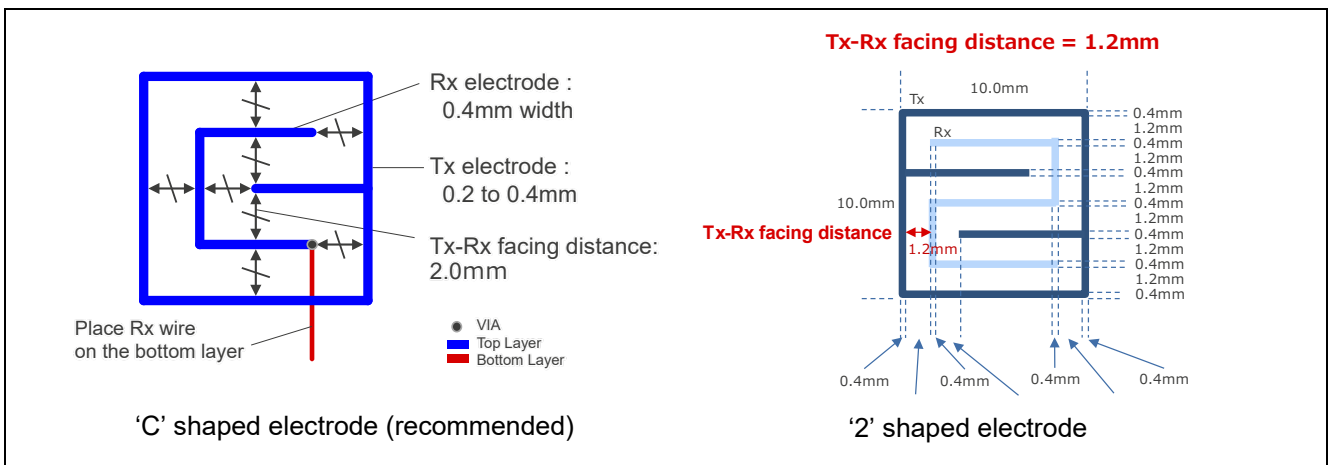 Rx electrode :
0.4mm width
Tx electrode :
0.2 to 0.4mm
Tx-Rx facing distance:
2.0mm
Place Rx wire
on the bottom layer
VIA
Top Layer
Bottom Layer
‘C’ shaped electrode (recommended)
Tx-Rx facing distance = 1.2mm
10.0mm
Tx
Rx
0.4mm
1.2mm
0.4mm
1.2mm
0.4mm
1.2mm
0.4mm
1.2mm
0.4mm
1.2mm
0.4mm
1.2mm
0.4mm
10.0mm
Tx-Rx facing distance
1.2mm
0.4mm
0.4mm
0.4mm
0.4mm
‘2’ shaped electrode